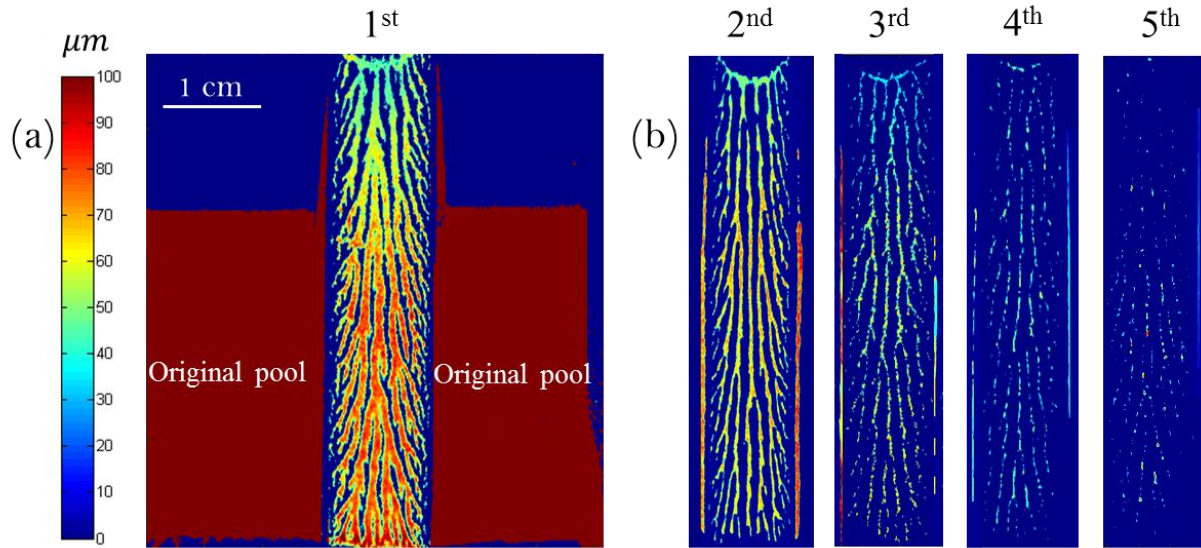 1st
2nd
3rd
4th
5th
μm
(a)
(b)
1 cm
100
90
80
70
60
50
40
30
20
10
0
Original pool
Original pool